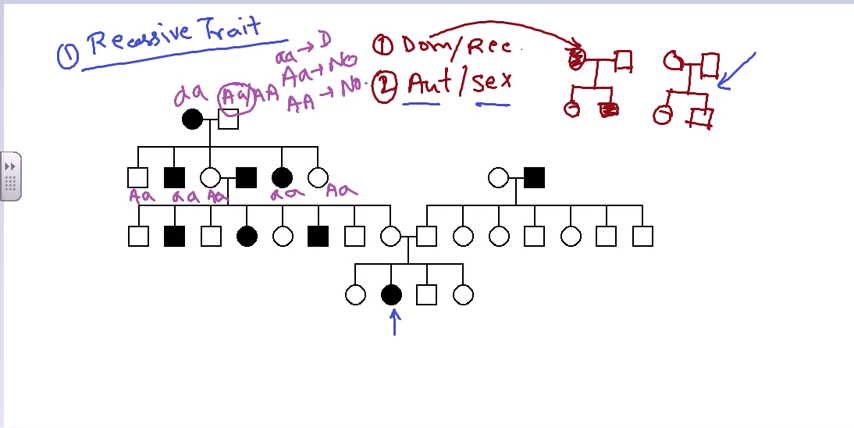 ① Recessive Trait
aa → D
Aa → No
AA → No.
① Dom/Rec.
② Aut/Sex
aa Aa/AA
Aa aa Aa aa Aa